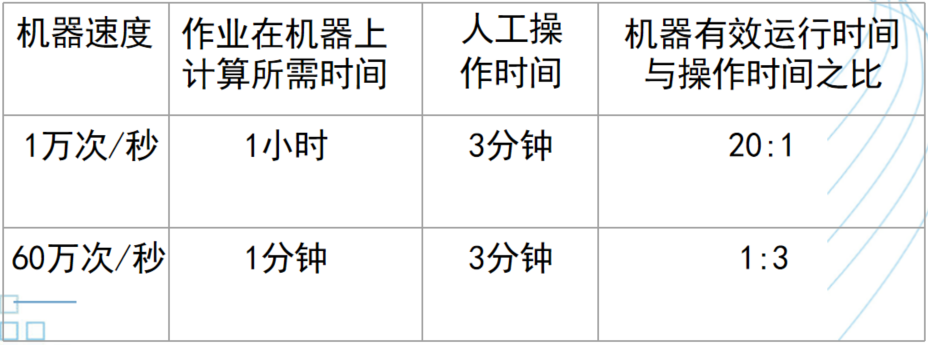 机器速度
作业在机器上
计算所需时间
人工操
作时间
机器有效运行时间
与操作时间之比
1万次/秒
1小时
3分钟
20:1
60万次/秒
1分钟
3分钟
1:3